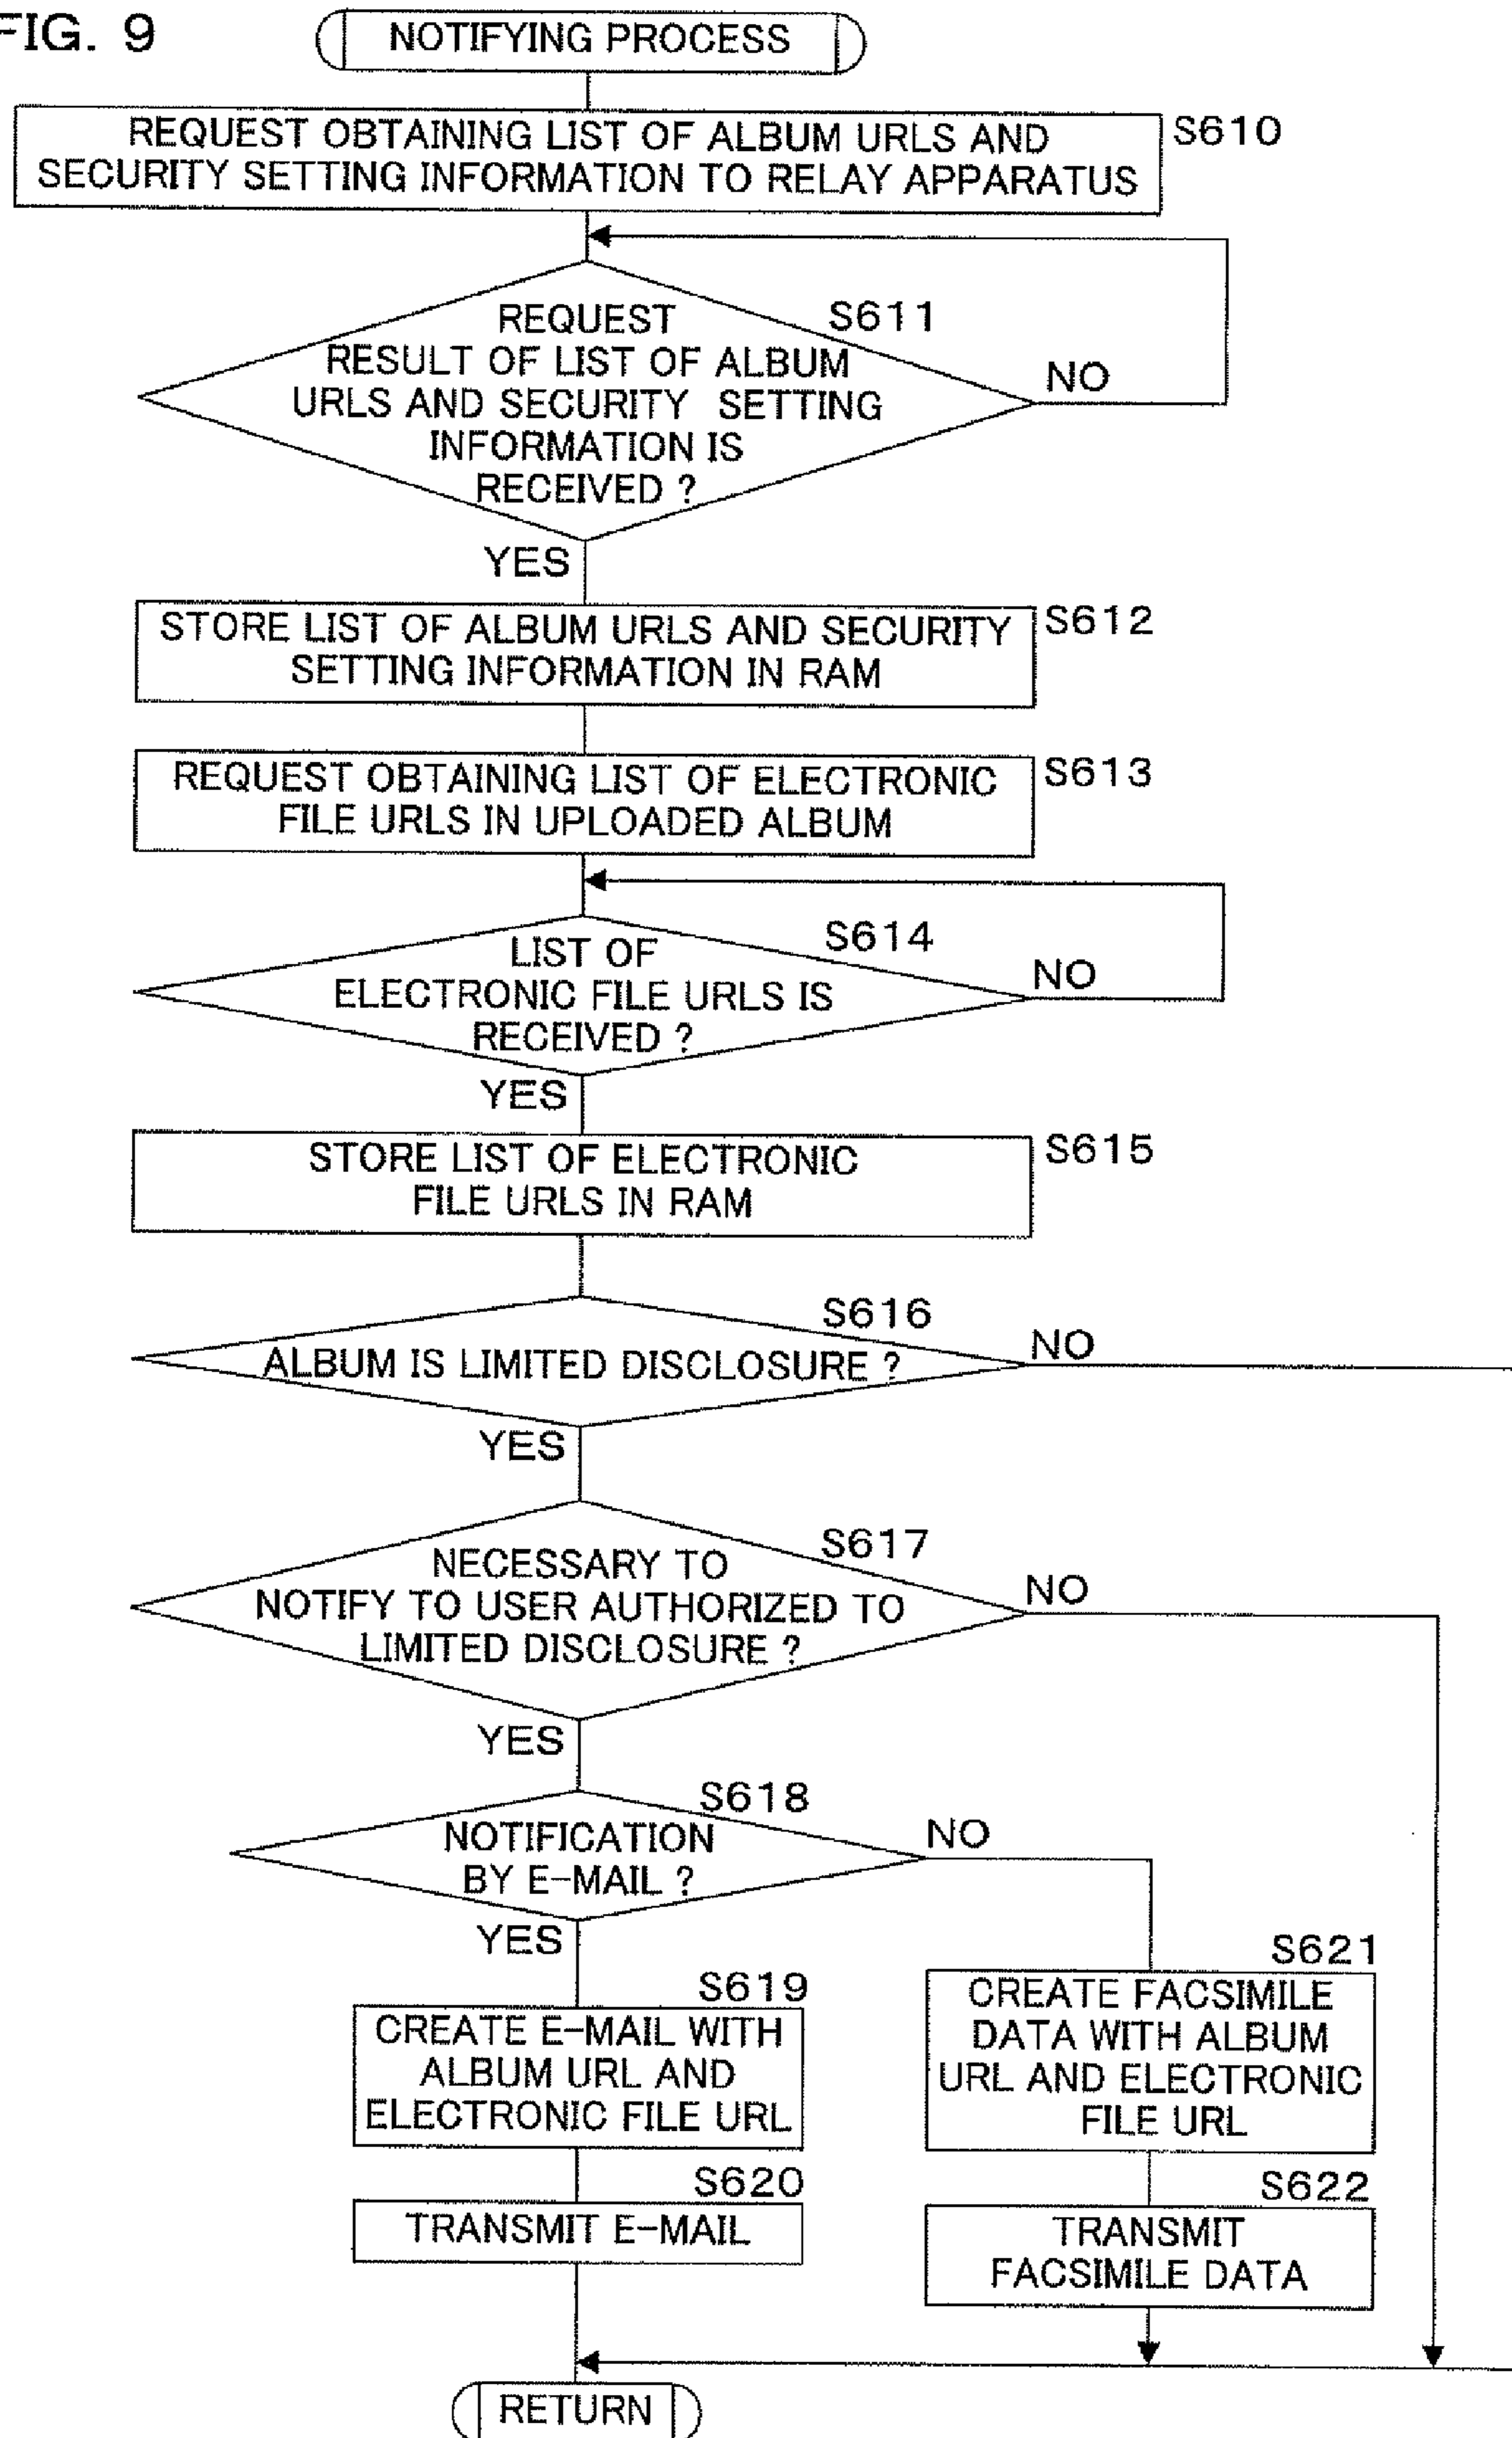 FIG. 9
NOTIFYING PROCESS
REQUEST OBTAINING LIST OF ALBUM URLS AND
SECURITY SETTING INFORMATION TO RELAY APPARATUS
S610
REQUEST
RESULT OF LIST OF ALBUM
URLS AND SECURITY SETTING
INFORMATION IS
RECEIVED ?
S611
NO
YES
STORE LIST OF ALBUM URLS AND SECURITY
SETTING INFORMATION IN RAM
S612
REQUEST OBTAINING LIST OF ELECTRONIC
FILE URLS IN UPLOADED ALBUM
S613
LIST OF
ELECTRONIC FILE URLS IS
RECEIVED ?
S614
NO
YES
STORE LIST OF ELECTRONIC
FILE URLS IN RAM
S615
ALBUM IS LIMITED DISCLOSURE ?
S616
NO
YES
NECESSARY TO
NOTIFY TO USER AUTHORIZED TO
LIMITED DISCLOSURE ?
S617
NO
YES
NOTIFICATION
BY E-MAIL ?
S618
NO
YES
S619
CREATE E-MAIL WITH
ALBUM URL AND
ELECTRONIC FILE URL
S620
TRANSMIT E-MAIL
S621
CREATE FACSIMILE
DATA WITH ALBUM
URL AND ELECTRONIC
FILE URL
S622
TRANSMIT
FACSIMILE DATA
RETURN